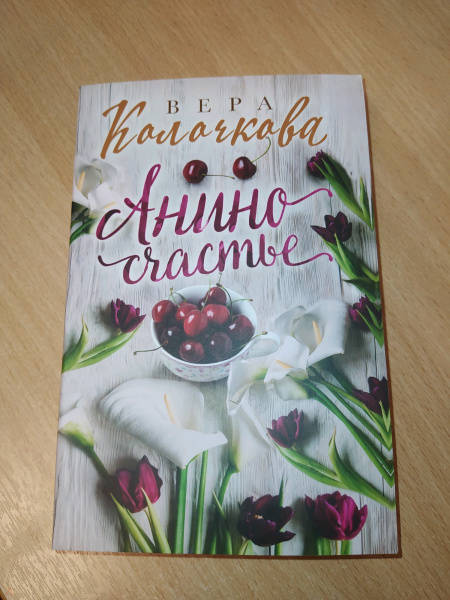 ВЕРА
Колочкова
Анино
счастье